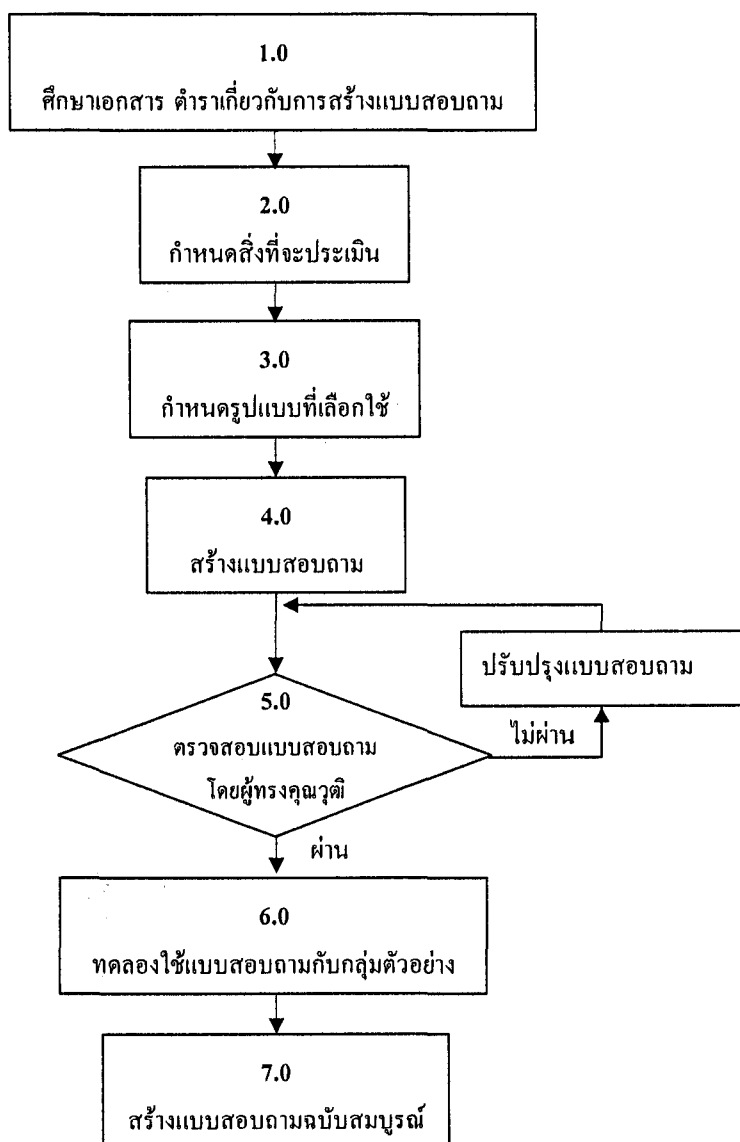 1.0
ศึกษาเอกสาร ตำราเกี่ยวกับการสร้างแบบสอบถาม
2.0
กำหนดสิ่งที่จะประเมิน
3.0
กำหนดรูปแบบที่เลือกใช้
4.0
สร้างแบบสอบถาม
ปรับปรุงแบบสอบถาม
5.0
ตรวจสอบแบบสอบถาม
โดยผู้ทรงคุณวุฒิ
ไม่ผ่าน
ผ่าน
6.0
ทดลองใช้แบบสอบถามกับกลุ่มตัวอย่าง
7.0
สร้างแบบสอบถามฉบับสมบูรณ์